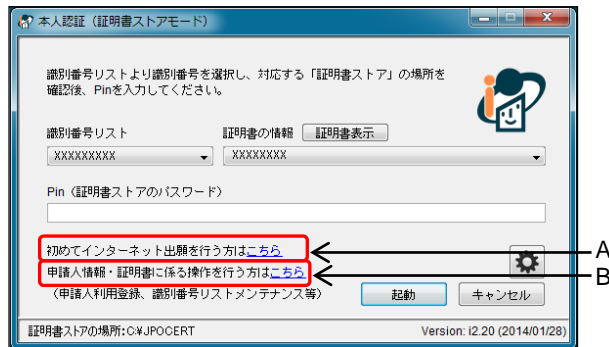 本人認証（証明書ストアモード）
識別番号リストより識別番号を選択し、対応する「証明書ストア」の場所を
確認後、Pinを入力してください。
識別番号リスト 証明書の情報 証明書表示
XXXXXXXXX XXXXXXXX
Pin（証明書ストアのパスワード）
初めてインターネット出願を行う方はこちら A
申請人情報・証明書に係る操作を行う方はこちら B
（申請人利用登録、識別番号リストメンテナンス等） 起動 キャンセル
証明書ストアの場所:C:¥JPOCERT Version: i2.20 (2014/01/28)